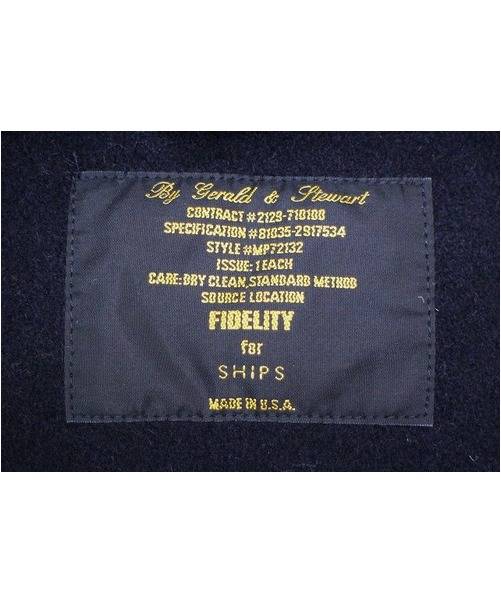 By Gerald & Stewart
CONTRACT#2129-710100
SPECIFICATION#81035-2917534
STYLE#MP72132
ISSUE:1EACH
CARE:DRY CLEAN,STANDARD METHOD
SOURCE LOCATION
FIDELITY
for
SHIPS
MADE IN U.S.A.